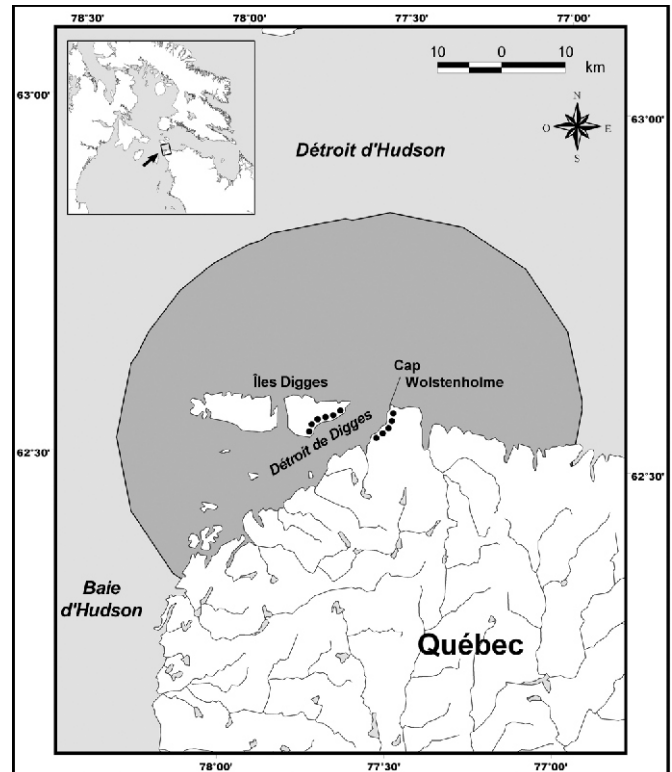 78°30'
78°00'
77°30'
77°00'
10
0
10
km
63°00'
63°00'
N
O
E
S
Détroit d'Hudson
Cap
Wolstenholme
Îles Digges
Détroit de Digges
62°30'
62°30'
Baie
d'Hudson
Québec
78°00'
77°30'
77°00'